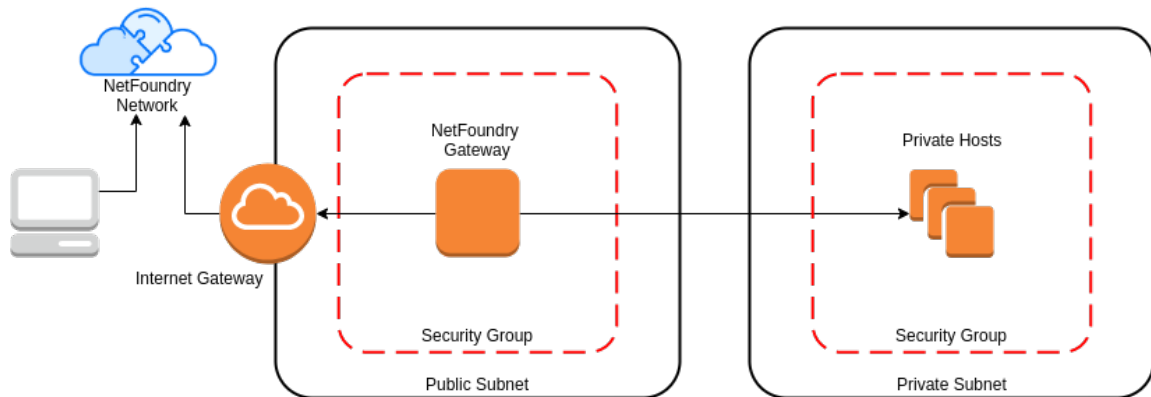 NetFoundry
Network
NetFoundry
Gateway
Private Hosts
Internet Gateway
Security Group
Security Group
Public Subnet
Private Subnet